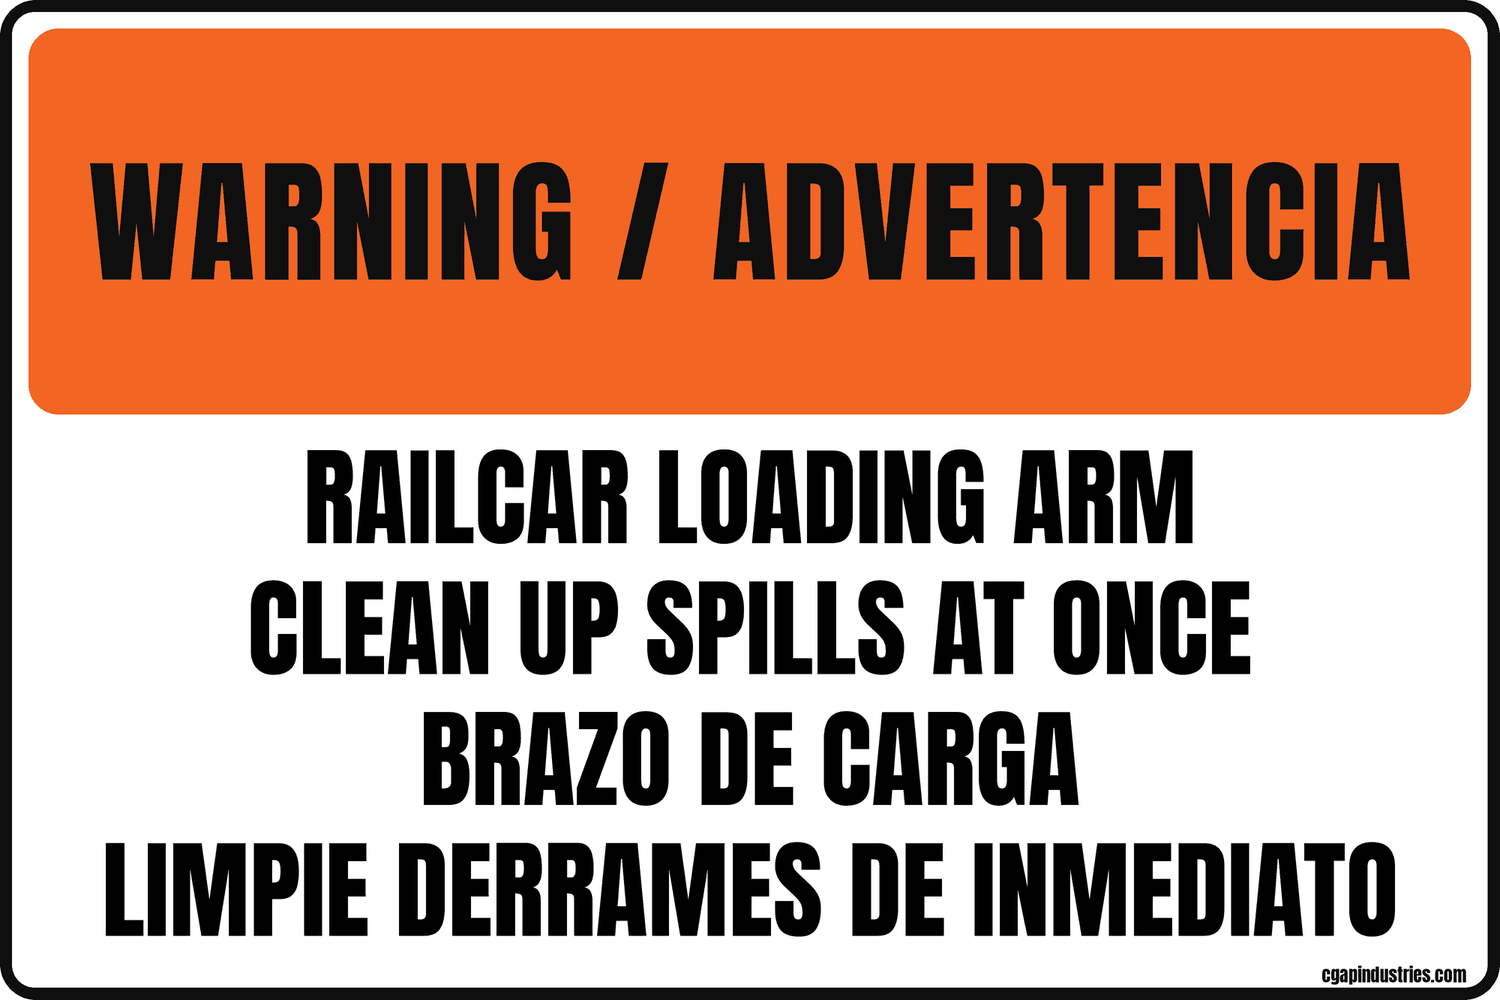 WARNING / ADVERTENCIA
RAILCAR LOADING ARM
CLEAN UP SPILLS AT ONCE
BRAZO DE CARGA
LIMPIE DERRAMES DE INMEDIATO
cgapindustries.com